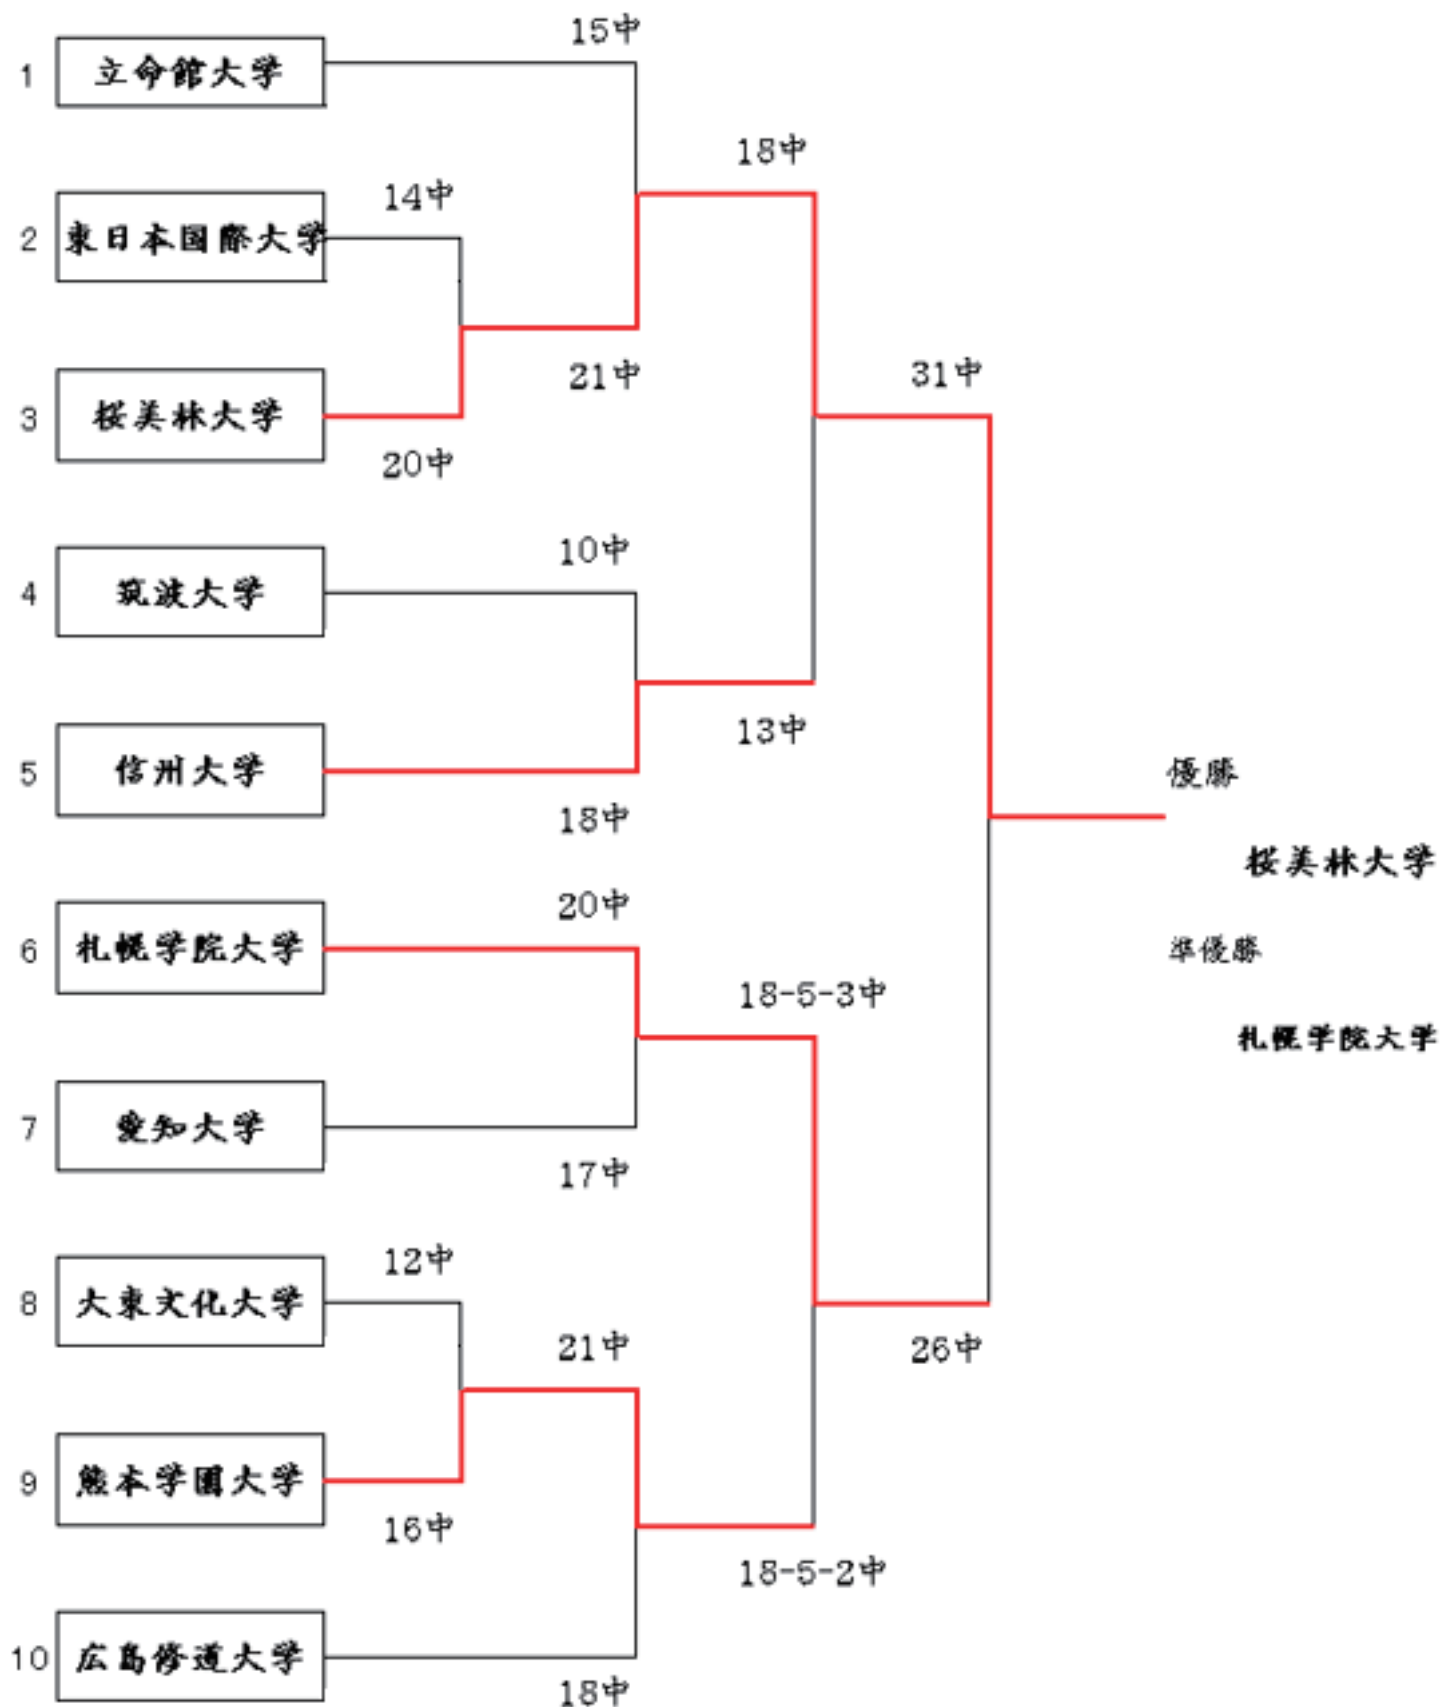 15中
1 立命館大学
18中
14中
2 東日本国際大学
21中
31中
3 桜美林大学
20中
10中
4 筑波大学
13中
5 信州大学
優勝
18中
桜美林大学
20中
6 札幌学院大学
準優勝
18-5-3中
札幌学院大学
7 愛知大学
17中
12中
8 大東文化大学
21中
26中
9 熊本学園大学
16中
18-5-2中
10 広島修道大学
18中